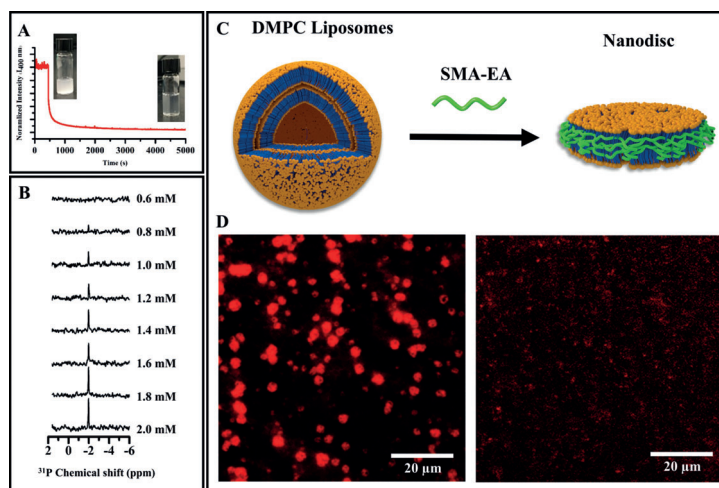 A
Normalized Intensity J400 nm
0 1000 2000 3000 4000 5000
Time (s)
B
0.6 mM
0.8 mM
1.0 mM
1.2 mM
1.4 mM
1.6 mM
1.8 mM
2.0 mM
2 0 -2 -4 -6
³¹P Chemical shift (ppm)
C
DMPC Liposomes
SMA-EA
Nanodisc
D
20 µm
20 µm